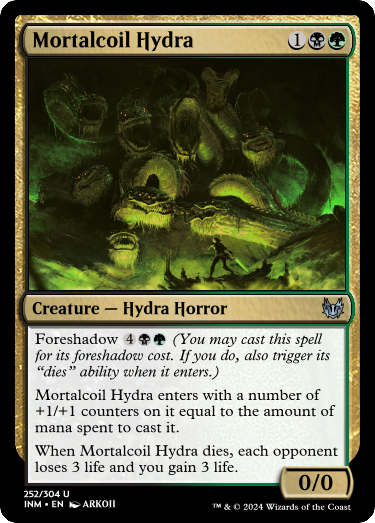 Mortalcoil Hydra 1
Creature — Hydra Horror
Foreshadow 4 (You may cast this spell
for its foreshadow cost. If you do, also trigger its
“dies” ability when it enters.)
Mortalcoil Hydra enters with a number of
+1/+1 counters on it equal to the amount of
mana spent to cast it.
When Mortalcoil Hydra dies, each opponent
loses 3 life and you gain 3 life.
0/0
252/304 U
INM • EN ARKOII
™ & © 2024 Wizards of the Coast